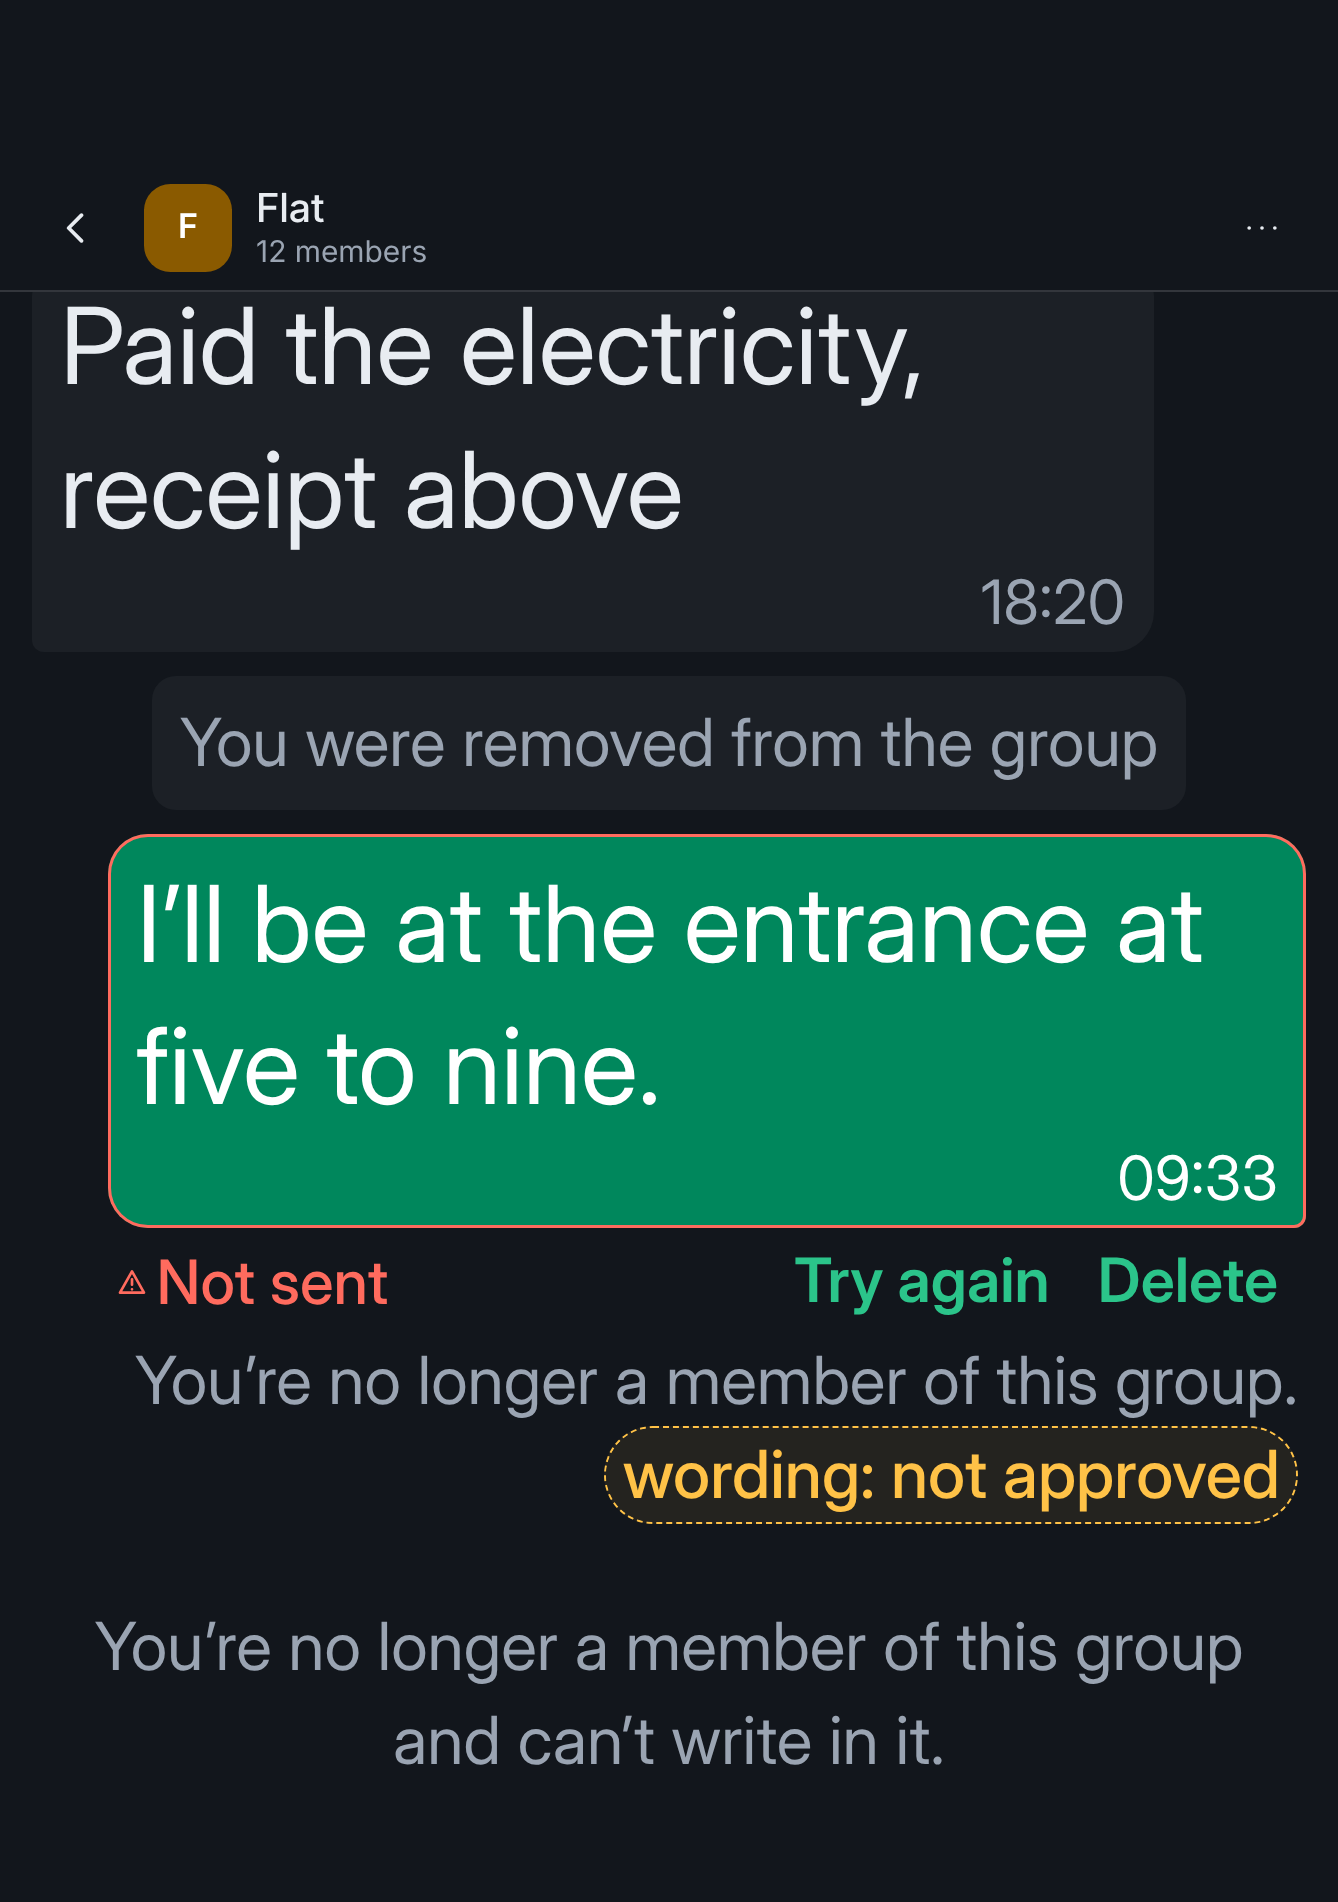 F
Flat
12 members
...
Paid the electricity,
receipt above
18:20
You were removed from the group
I’ll be at the entrance at
five to nine.
09:33
Not sent
Try again Delete
You’re no longer a member of this group.
wording: not approved
You’re no longer a member of this group
and can’t write in it.